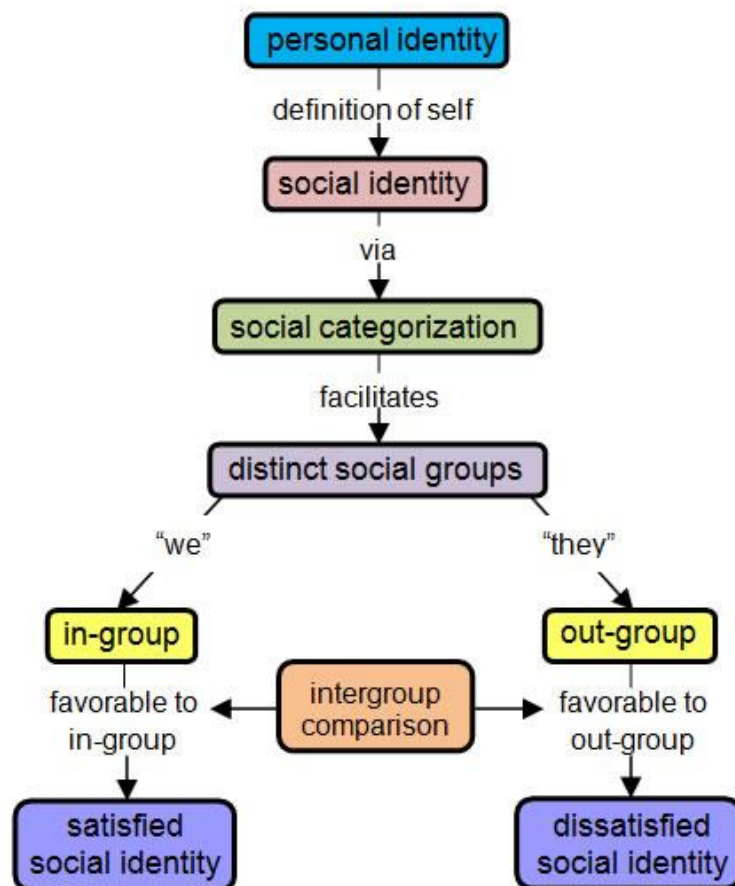 personal identity
definition of self
social identity
via
social categorization
facilitates
distinct social groups
“we”
“they”
in-group
out-group
favorable to
in-group
intergroup
comparison
favorable to
out-group
satisfied
social identity
dissatisfied
social identity